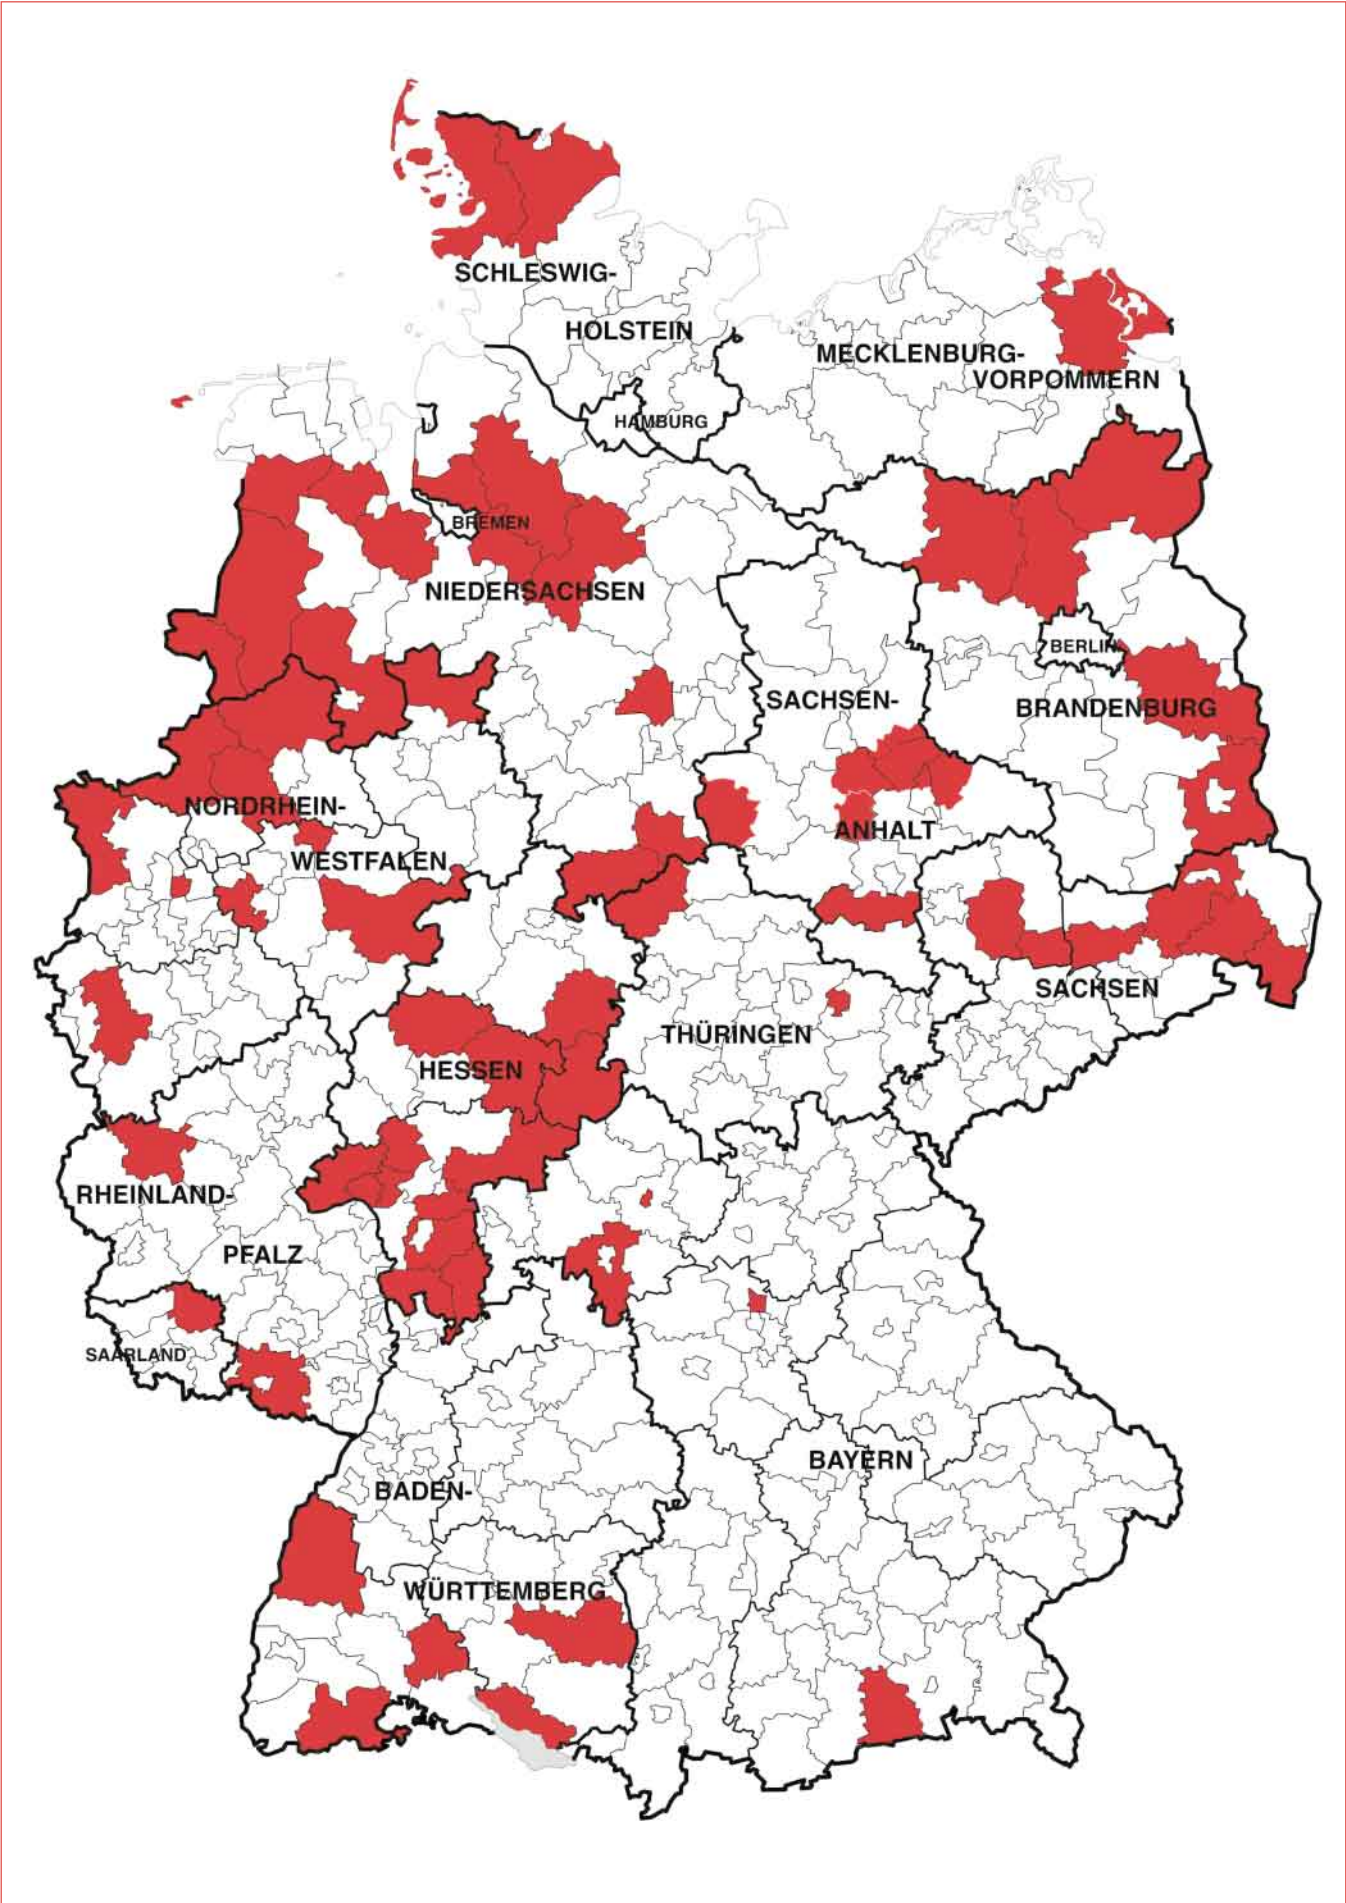 SCHLESWIG-
HOLSTEIN
MECKLENBURG-
VORPOMMERN
HAMBURG
BREMEN
NIEDERSACHSEN
BERLIN
SACHSEN-
BRANDENBURG
NORDRHEIN-
ANHALT
WESTFALEN
SACHSEN
THÜRINGEN
HESSEN
RHEINLAND-
PFALZ
SAARLAND
BAYERN
BADEN-
WÜRTTEMBERG